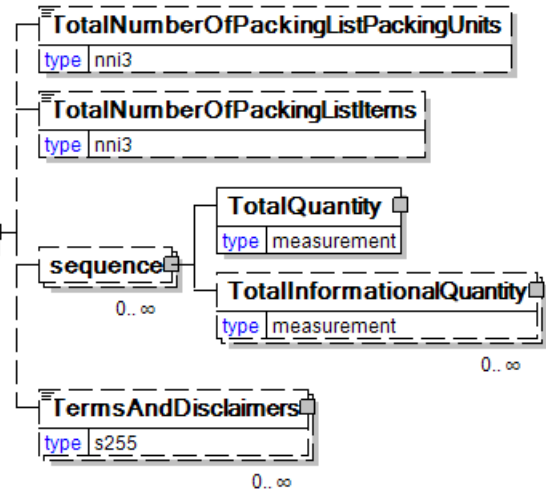 TotalNumberOfPackingListPackingUnits
type nni3
TotalNumberOfPackingListItems
type nni3
TotalQuantity
type measurement
sequence
0.. ∞
TotalInformationalQuantity
type measurement
0.. ∞
TermsAndDisclaimers
type s255
0.. ∞